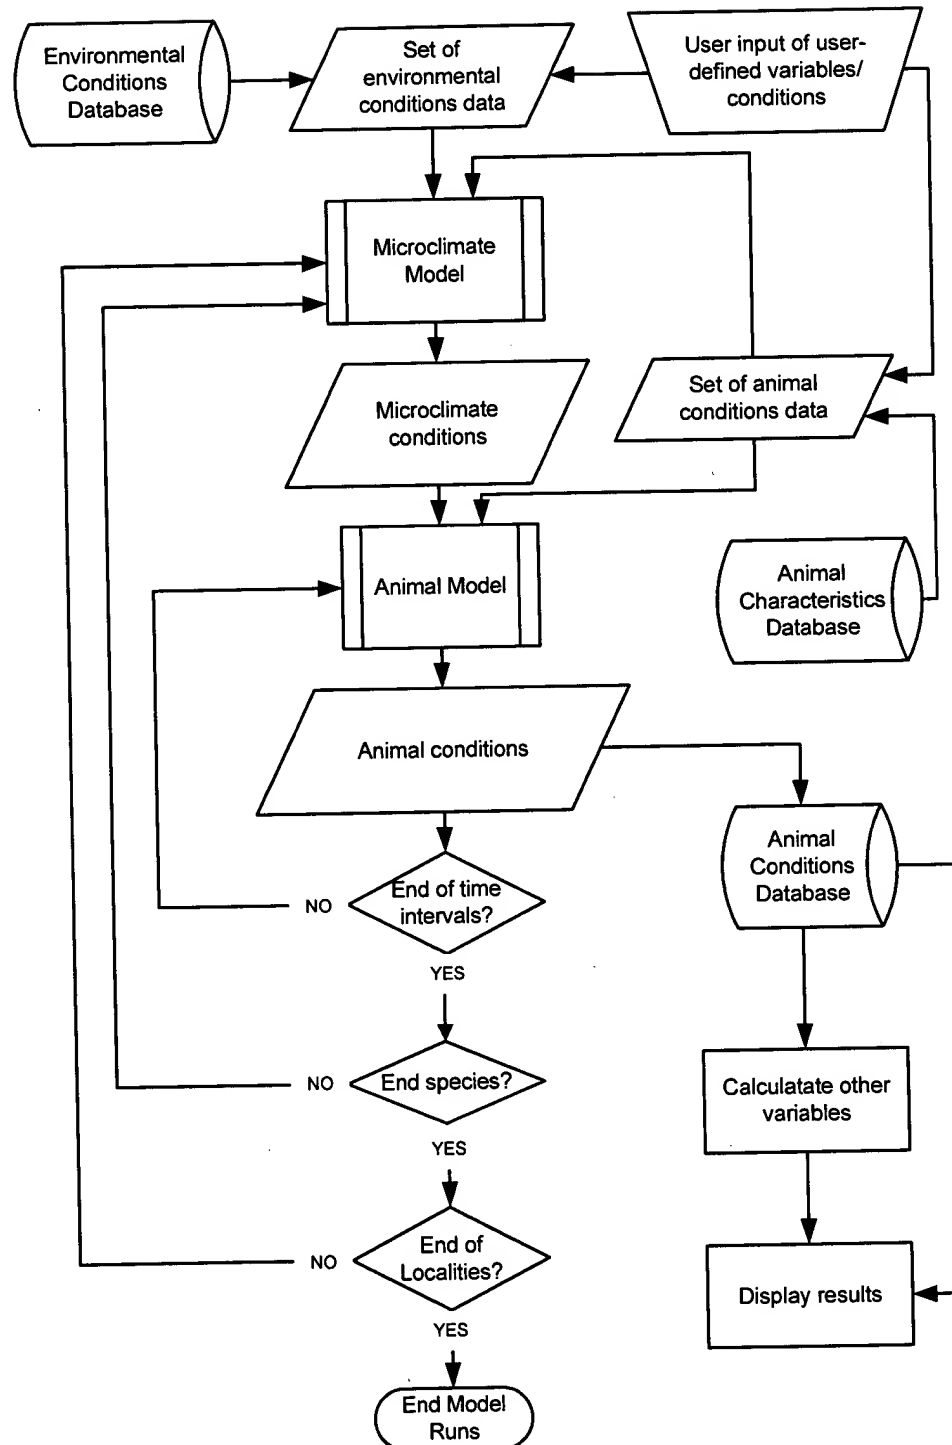 Environmental
Conditions
Database
Set of
environmental
conditions data
User input of user-
defined variables/
conditions
Microclimate
Model
Microclimate
conditions
Set of animal
conditions data
Animal Model
Animal
Characteristics
Database
Animal conditions
Animal
Conditions
Database
End of time
intervals?
NO
YES
End species?
NO
YES
Calculatate other
variables
End of
Localities?
NO
YES
Display results
End Model
Runs